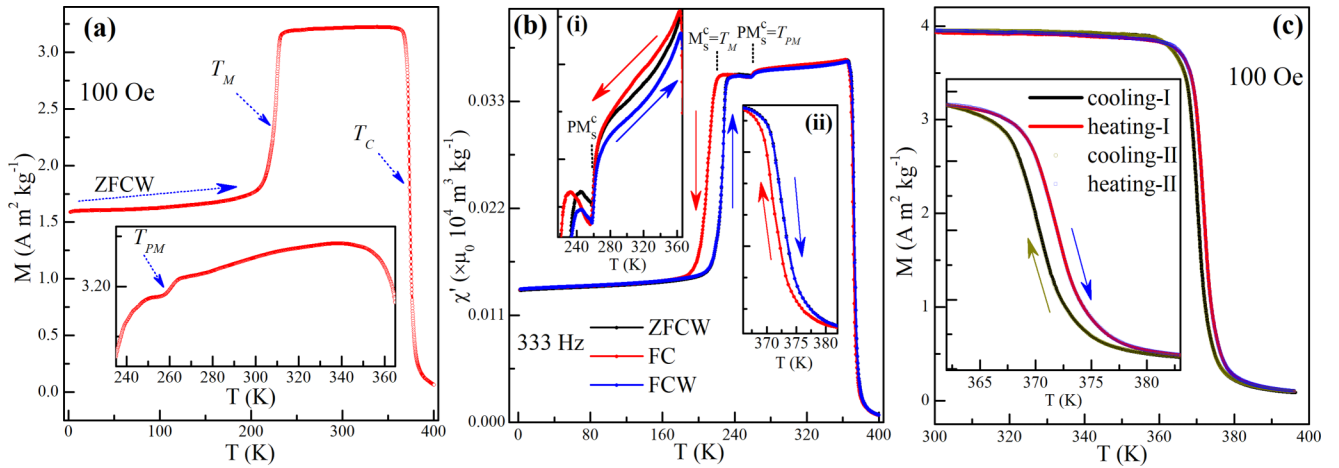 (a)
100 Oe
T_M
T_C
ZFCW
T_PM
3.20
240 260 280 300 320 340 360
T (K)
3.0
2.5
2.0
1.5
1.0
0.5
0.0
M (A m² kg⁻¹)
0 100 200 300 400
T (K)
(b)
(i)
PM_s^c
240 280 320 360
T (K)
M_s^c=T_M
PM_s^c=T_PM
(ii)
370 375 380
T (K)
333 Hz
ZFCW
FC
FCW
0.033
0.022
0.011
0.000
χ' (×μ₀ 10⁴ m³ kg⁻¹)
0 80 160 240 320 400
T (K)
(c)
100 Oe
cooling-I
heating-I
cooling-II
heating-II
365 370 375 380
T (K)
4
3
2
1
0
M (A m² kg⁻¹)
300 320 340 360 380 400
T (K)